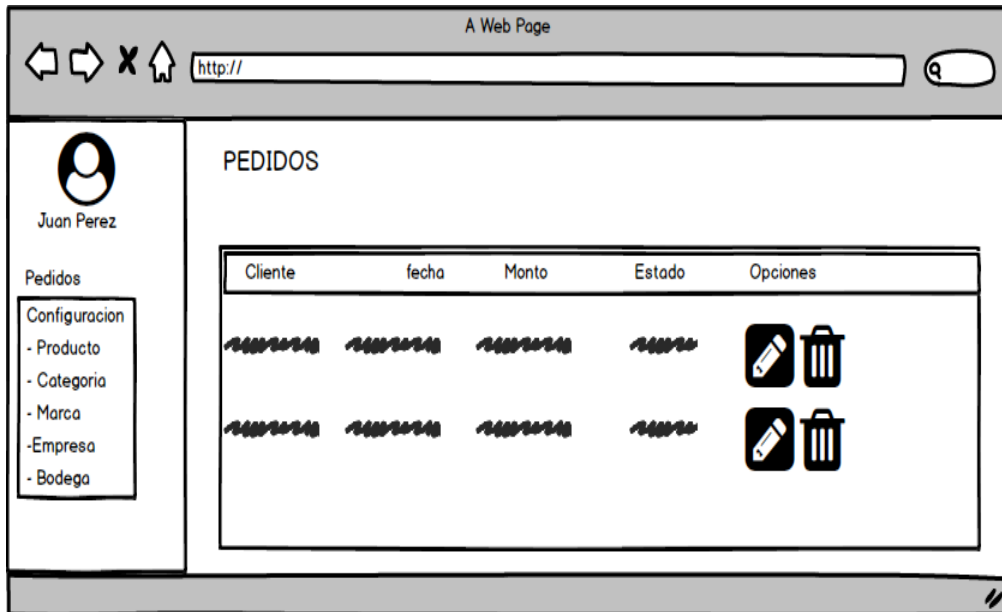 A Web Page
http://
Juan Perez
Pedidos
Configuracion
- Producto
- Categoria
- Marca
-Empresa
- Bodega
PEDIDOS
Cliente fecha Monto Estado Opciones